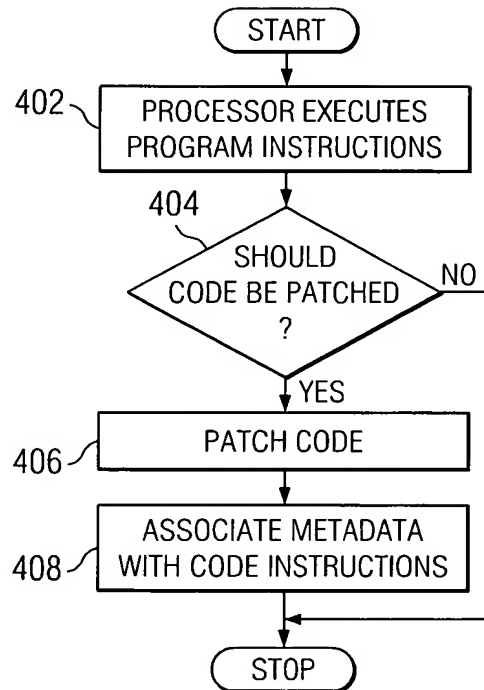 START
402
PROCESSOR EXECUTES
PROGRAM INSTRUCTIONS
404
SHOULD
CODE BE PATCHED
?
NO
YES
406
PATCH CODE
408
ASSOCIATE METADATA
WITH CODE INSTRUCTIONS
STOP